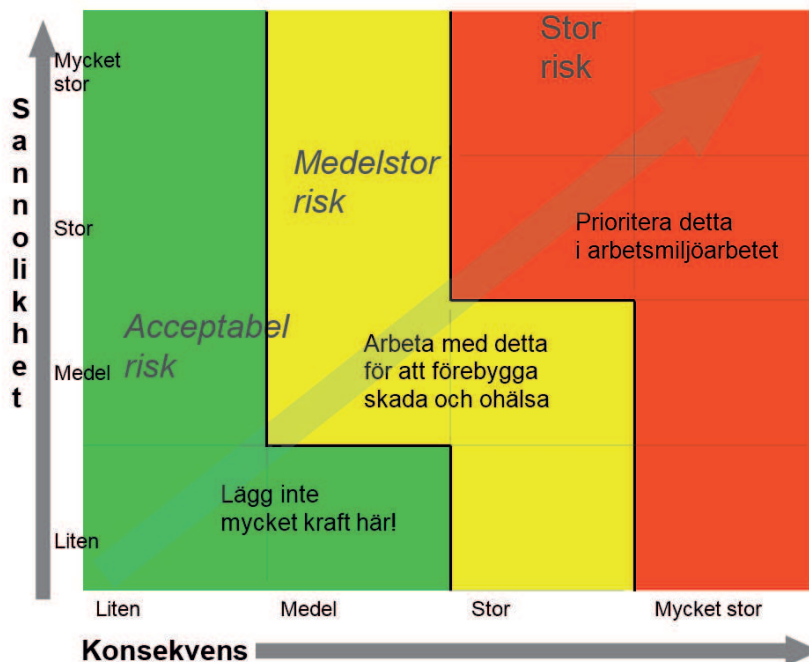 Sannolikhet
Mycket
stor
Stor
Medel
Liten
Stor
risk
Medelstor
risk
Prioritera detta
i arbetsmiljöarbetet
Acceptabel
risk
Arbeta med detta
för att förebygga
skada och ohälsa
Lägg inte
mycket kraft här!
Liten
Medel
Stor
Mycket stor
Konsekvens